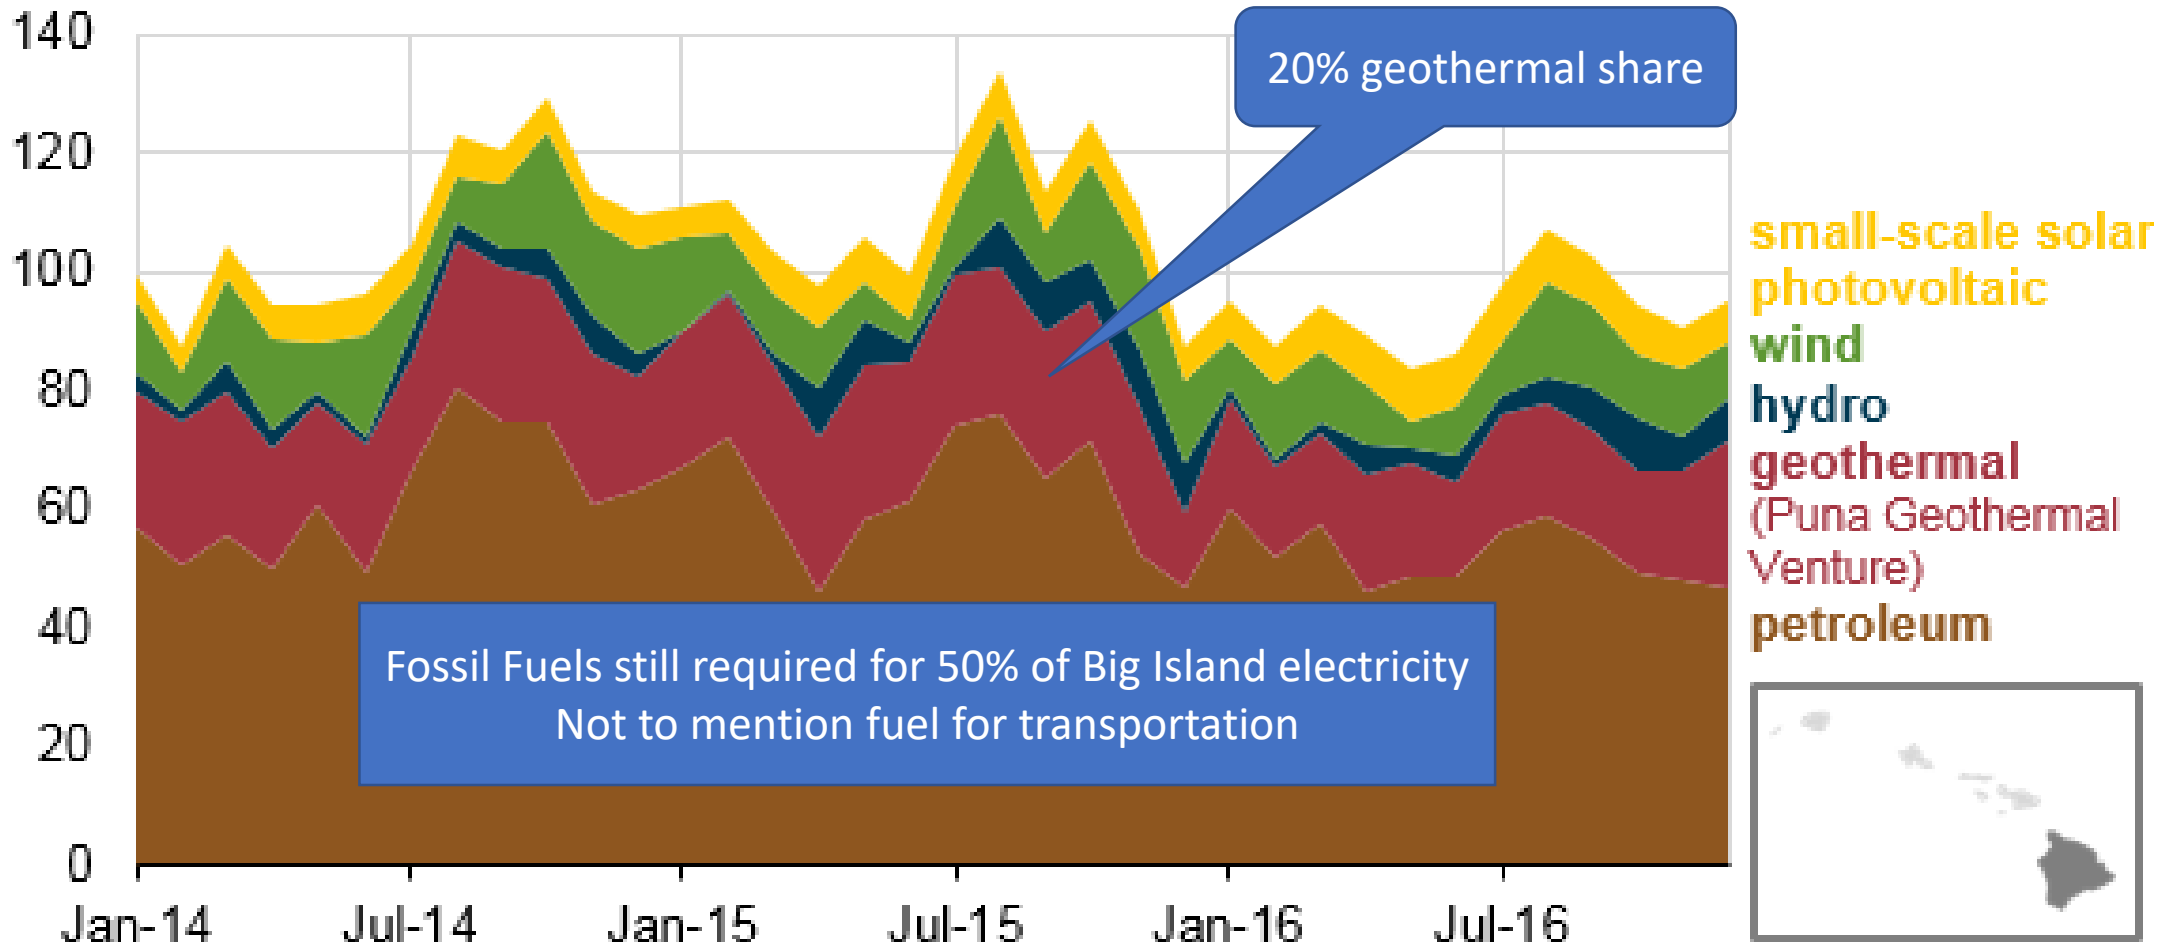 140
120
100
80
60
40
20
0
Jan-14
Jul-14
Jan-15
Jul-15
Jan-16
Jul-16
20% geothermal share
Fossil Fuels still required for 50% of Big Island electricity
Not to mention fuel for transportation
small-scale solar
photovoltaic
wind
hydro
geothermal
(Puna Geothermal
Venture)
petroleum